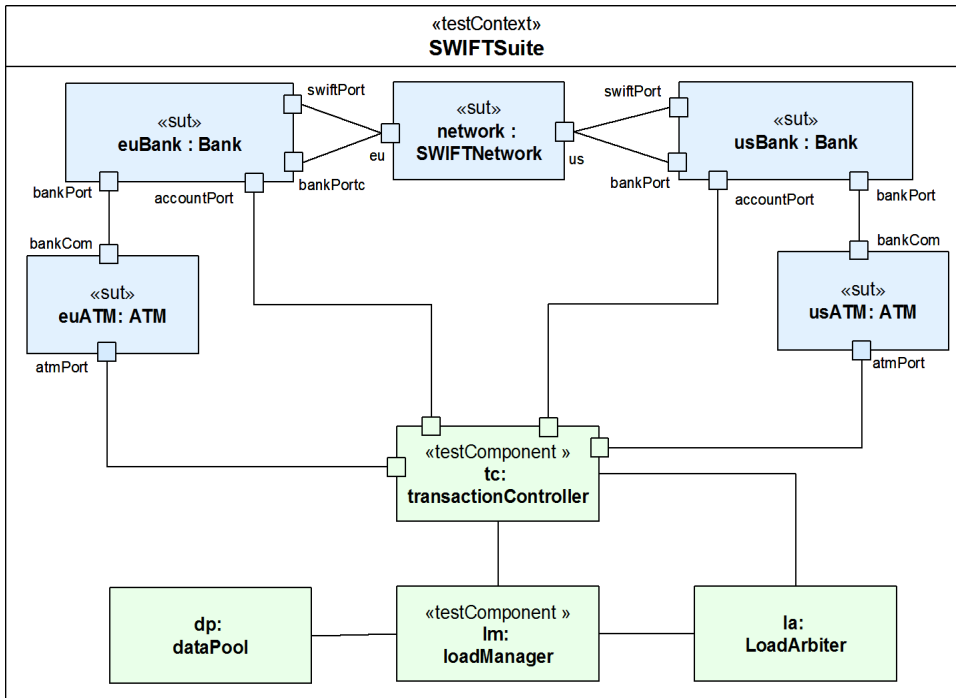 «testContext»
SWIFTSuite
swiftPort
«sut»
euBank : Bank
bankPort
accountPort
bankPortc
eu
«sut»
network :
SWIFTNetwork
us
swiftPort
bankPort
«sut»
usBank : Bank
accountPort
bankPort
bankCom
«sut»
euATM: ATM
atmPort
bankCom
«sut»
usATM: ATM
atmPort
«testComponent »
tc:
transactionController
dp:
dataPool
«testComponent »
lm:
loadManager
la:
LoadArbiter